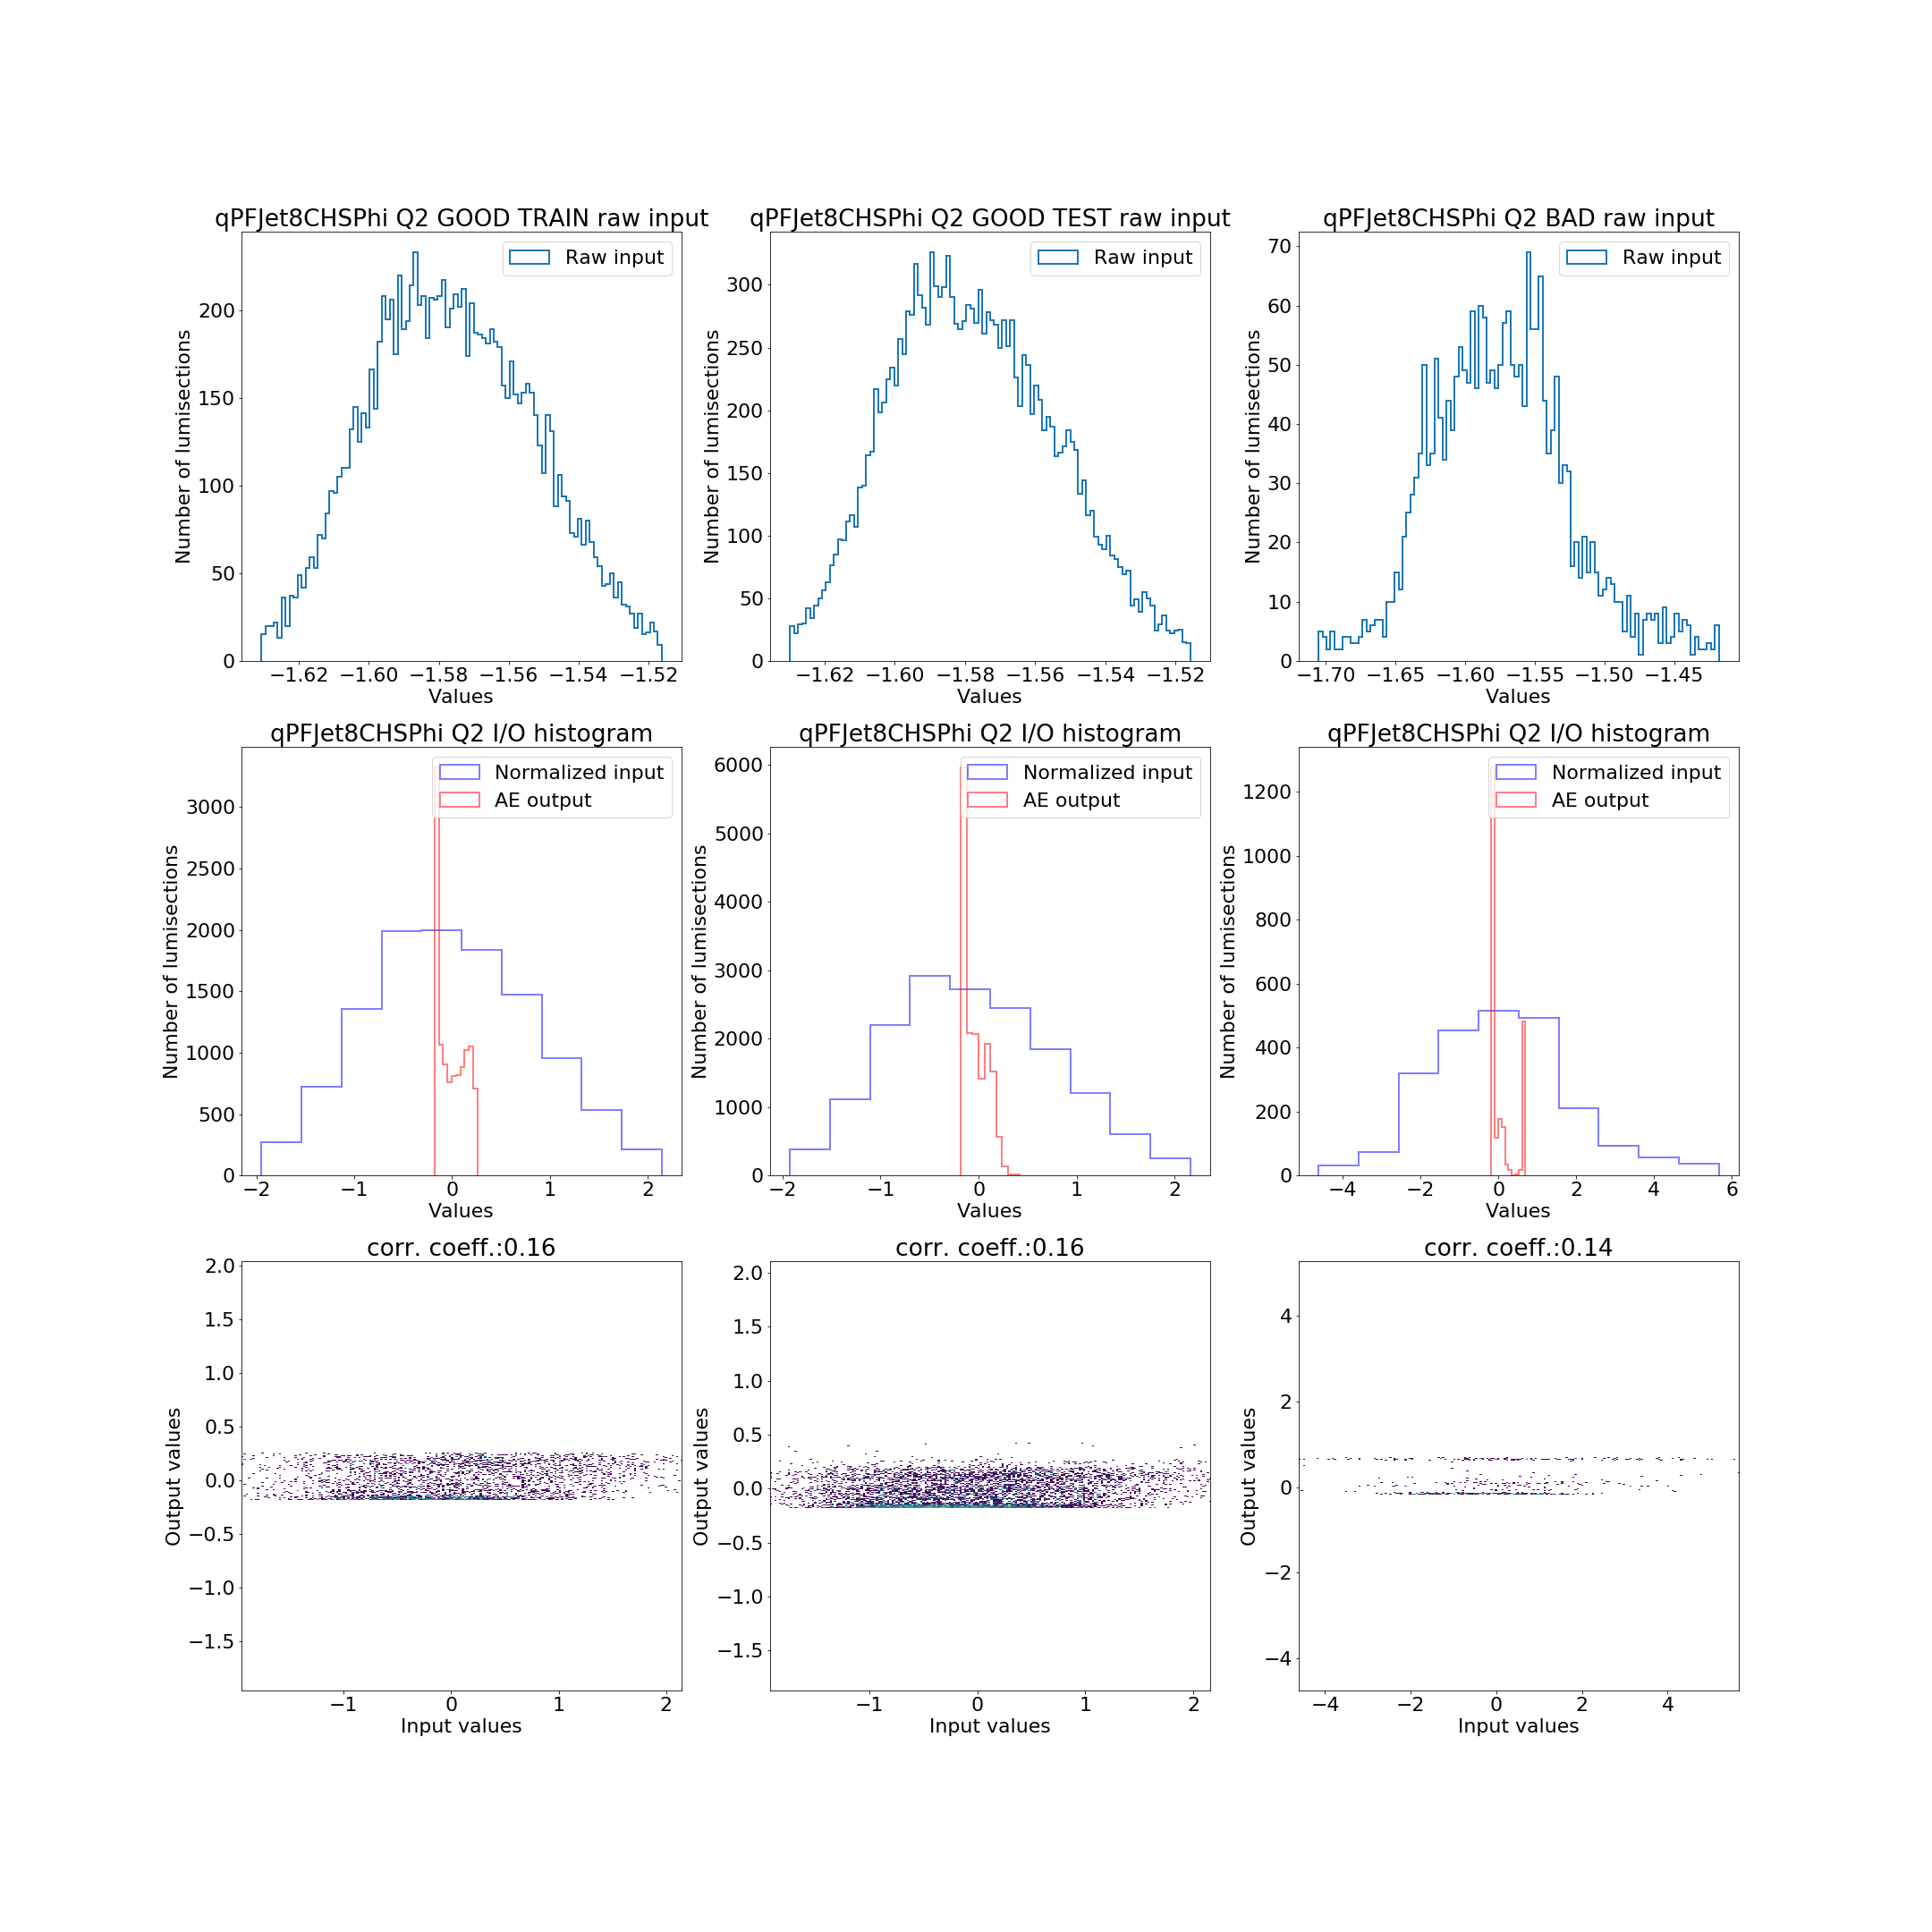 qPFJet8CHSPhi Q2 GOOD TRAIN raw input
Raw input
Number of lumisections
200
150
100
50
0
−1.62 −1.60 −1.58 −1.56 −1.54 −1.52
Values
qPFJet8CHSPhi Q2 GOOD TEST raw input
Raw input
Number of lumisections
300
250
200
150
100
50
0
−1.62 −1.60 −1.58 −1.56 −1.54 −1.52
Values
qPFJet8CHSPhi Q2 BAD raw input
Raw input
Number of lumisections
70
60
50
40
30
20
10
0
−1.70 −1.65 −1.60 −1.55 −1.50 −1.45
Values
qPFJet8CHSPhi Q2 I/O histogram
Normalized input
AE output
Number of lumisections
3000
2500
2000
1500
1000
500
0
−2 −1 0 1 2
Values
qPFJet8CHSPhi Q2 I/O histogram
Normalized input
AE output
Number of lumisections
6000
5000
4000
3000
2000
1000
0
−2 −1 0 1 2
Values
qPFJet8CHSPhi Q2 I/O histogram
Normalized input
AE output
Number of lumisections
1200
1000
800
600
400
200
0
−4 −2 0 2 4 6
Values
corr. coeff.:0.16
Output values
2.0
1.5
1.0
0.5
0.0
−0.5
−1.0
−1.5
−1 0 1 2
Input values
corr. coeff.:0.16
Output values
2.0
1.5
1.0
0.5
0.0
−0.5
−1.0
−1.5
−1 0 1 2
Input values
corr. coeff.:0.14
Output values
4
2
0
−2
−4
−4 −2 0 2 4
Input values